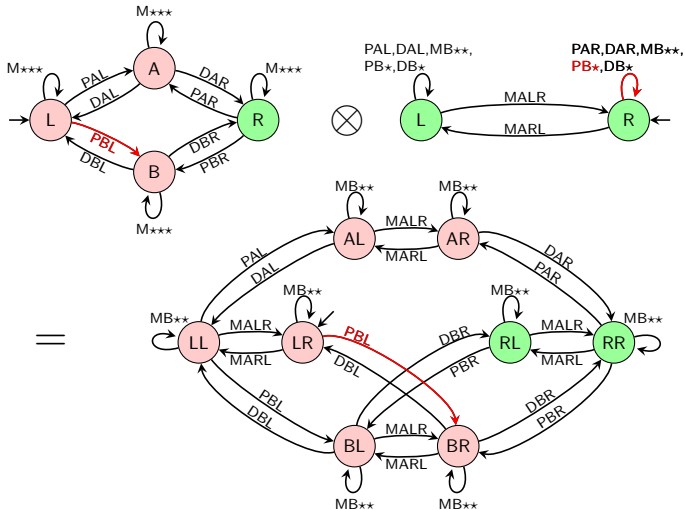 M⋆⋆⋆
PAL,DAL,MB⋆⋆,
PB⋆,DB⋆
PAR,DAR,MB⋆⋆,
PB⋆,DB⋆
M⋆⋆⋆
A
M⋆⋆⋆
PAL
DAL
DAR
PAR
L
R
⊗
L
MALR
MARL
R
PBL
DBL
DBR
PBR
B
M⋆⋆⋆
MB⋆⋆
MB⋆⋆
AL
MALR
MARL
AR
PAL
DAL
DAR
PAR
=
MB⋆⋆
MB⋆⋆
MB⋆⋆
MB⋆⋆
LL
MALR
MARL
LR
PBL
DBR
RL
MALR
MARL
RR
DBL
PBR
PBL
DBL
DBR
PBR
BL
MALR
MARL
BR
MB⋆⋆
MB⋆⋆